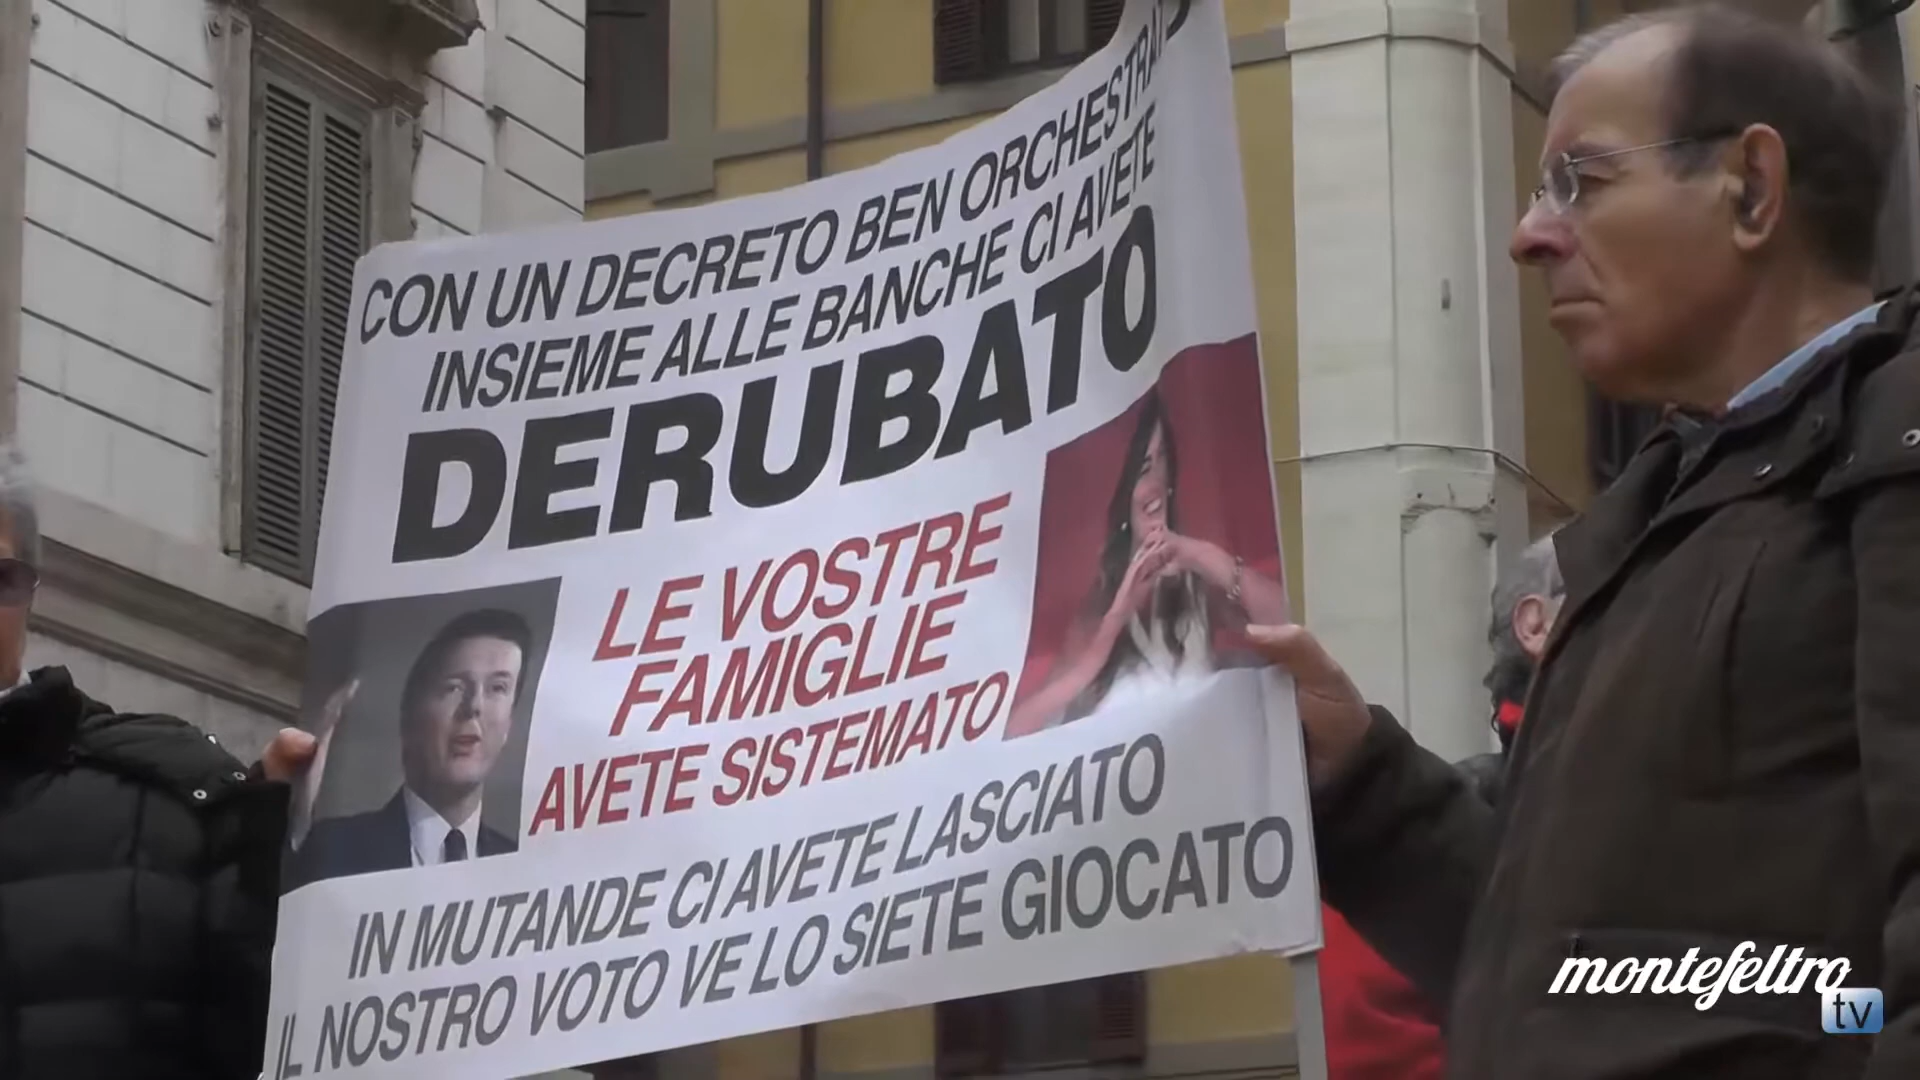 CON UN DECRETO BEN ORCHESTRATO
INSIEME ALLE BANCHE CI AVETE
DERUBATO
LE VOSTRE
FAMIGLIE
AVETE SISTEMATO
IN MUTANDE CI AVETE LASCIATO
IL NOSTRO VOTO VE LO SIETE GIOCATO
montefeltro
tv